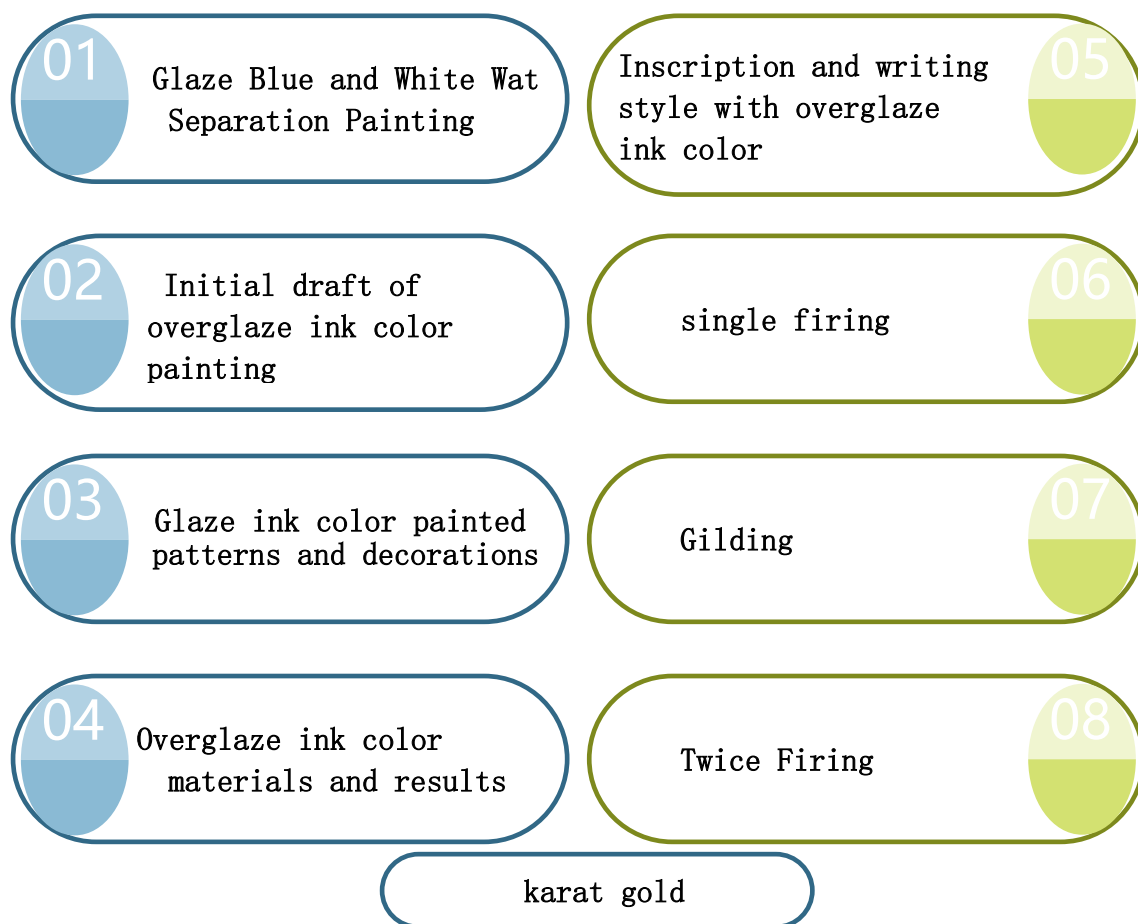 01
Glaze Blue and White Wat
Separation Painting
02
Initial draft of
overglaze ink color
painting
03
Glaze ink color painted
patterns and decorations
04
Overglaze ink color
materials and results
05
Inscription and writing
style with overglaze
ink color
06
single firing
07
Gilding
08
Twice Firing
karat gold